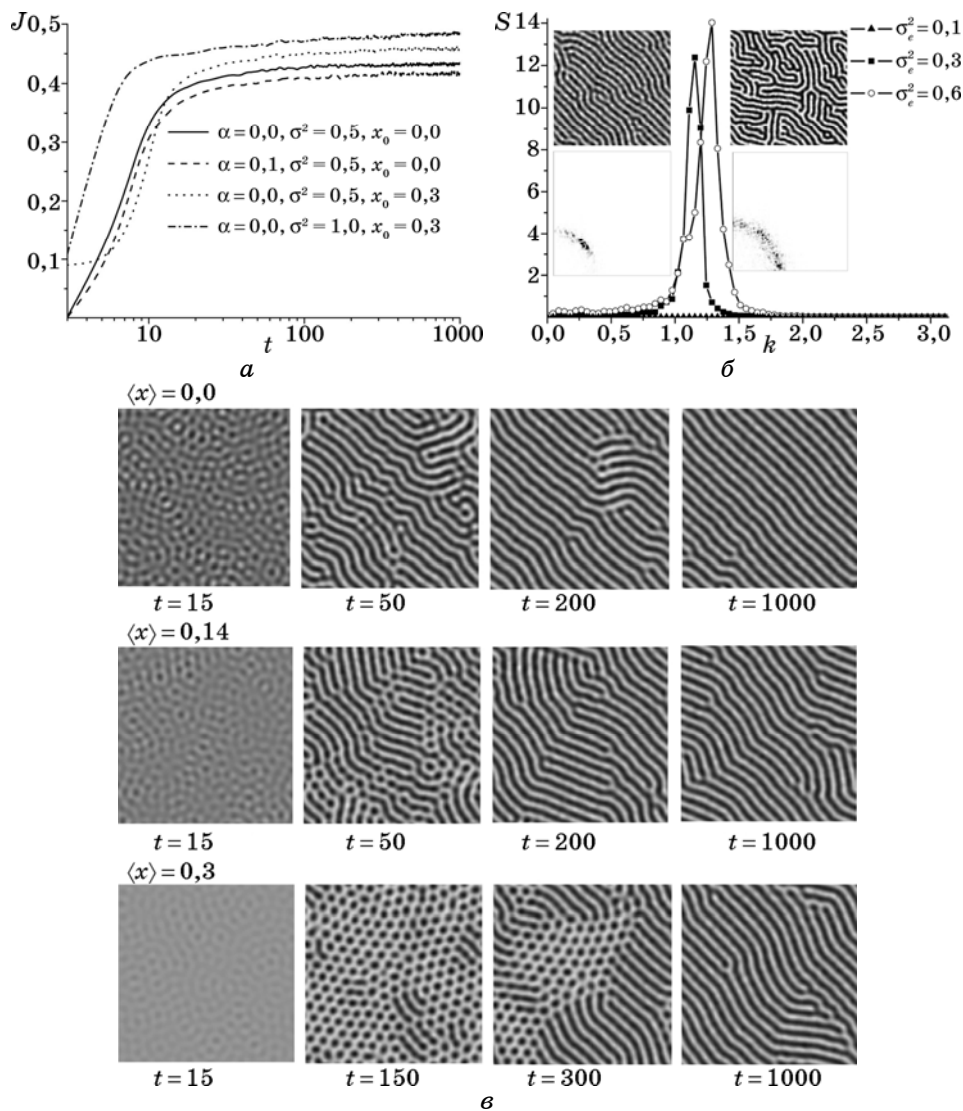 J 0,5
0,4
0,3
0,2
0,1
10 100 1000
t
α = 0,0, σ² = 0,5, x₀ = 0,0
α = 0,1, σ² = 0,5, x₀ = 0,0
α = 0,0, σ² = 0,5, x₀ = 0,3
α = 0,0, σ² = 1,0, x₀ = 0,3
а
S 14
12
10
8
6
4
2
0,0 0,5 1,0 1,5 2,0 2,5 3,0
k
σₑ² = 0,1
σₑ² = 0,3
σₑ² = 0,6
б
⟨x⟩ = 0,0
t = 15 t = 50 t = 200 t = 1000
⟨x⟩ = 0,14
t = 15 t = 50 t = 200 t = 1000
⟨x⟩ = 0,3
t = 15 t = 150 t = 300 t = 1000
в